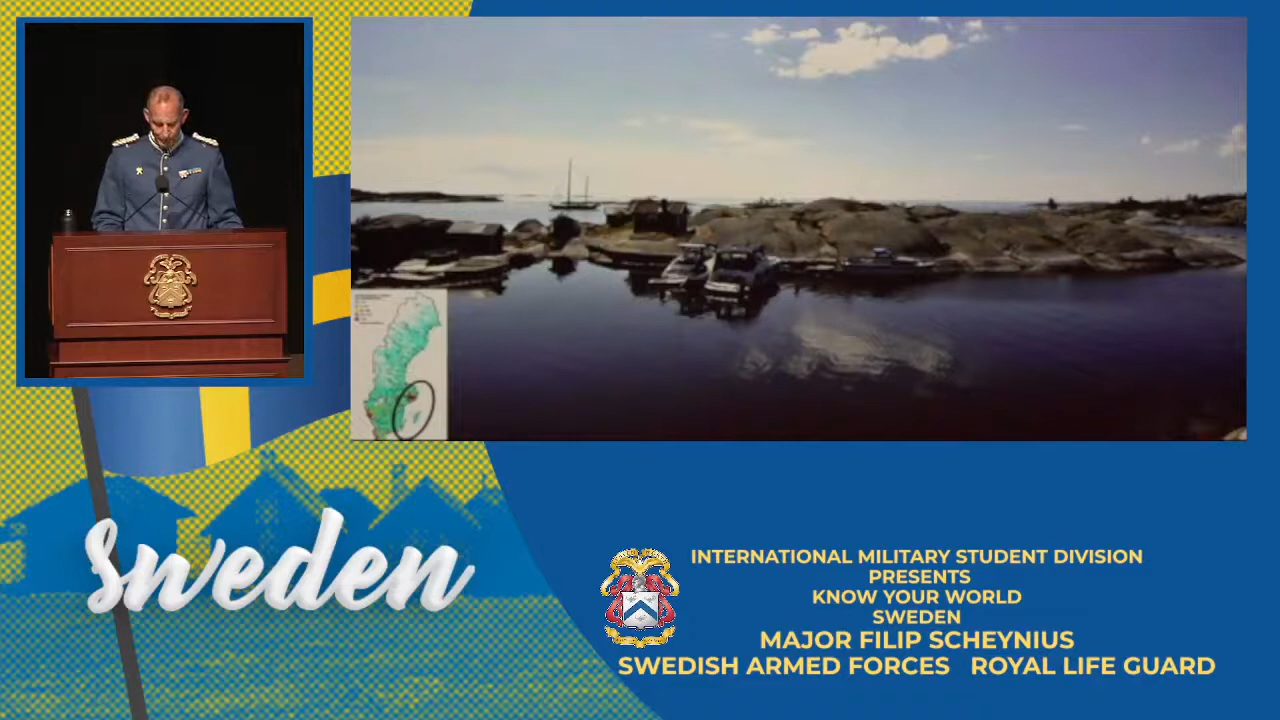 Sweden
INTERNATIONAL MILITARY STUDENT DIVISION
PRESENTS
KNOW YOUR WORLD
SWEDEN
MAJOR FILIP SCHEYNIUS
SWEDISH ARMED FORCES ROYAL LIFE GUARD